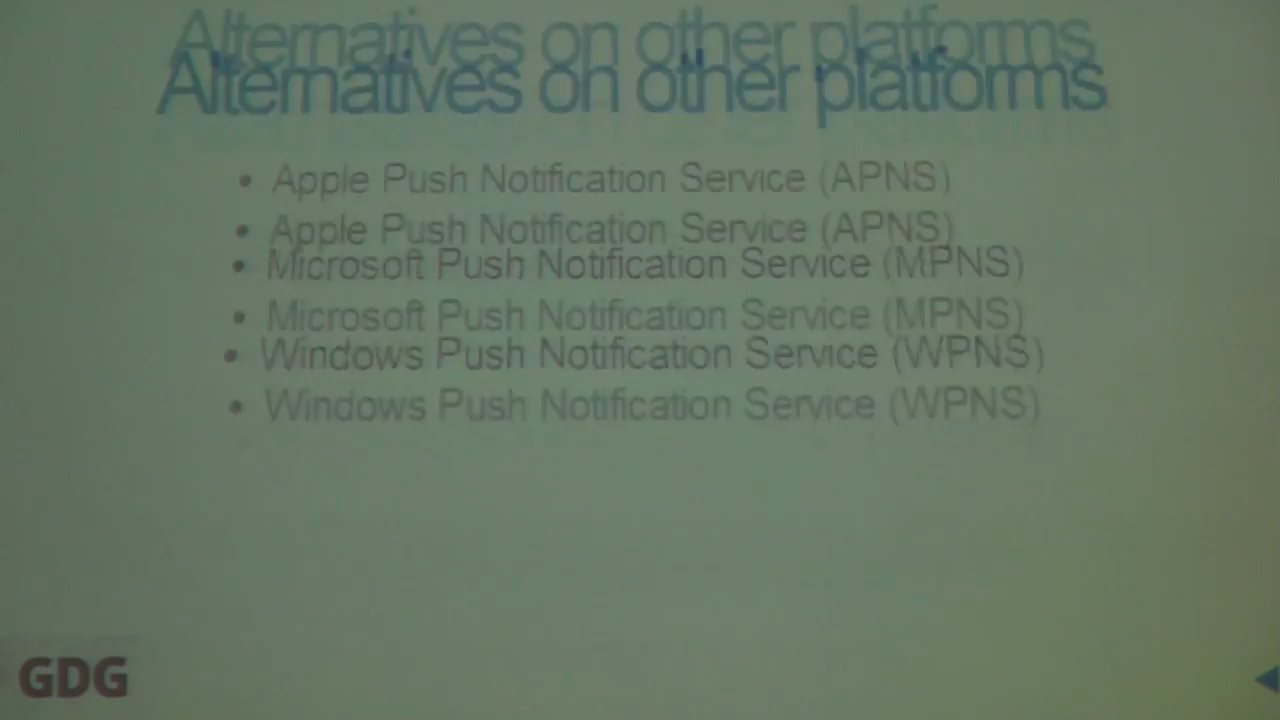 Alternatives on other platforms
Alternatives on other platforms
• Apple Push Notification Service (APNS)
• Apple Push Notification Service (APNS)
• Microsoft Push Notification Service (MPNS)
• Microsoft Push Notification Service (MPNS)
• Windows Push Notification Service (WPNS)
• Windows Push Notification Service (WPNS)
GDG